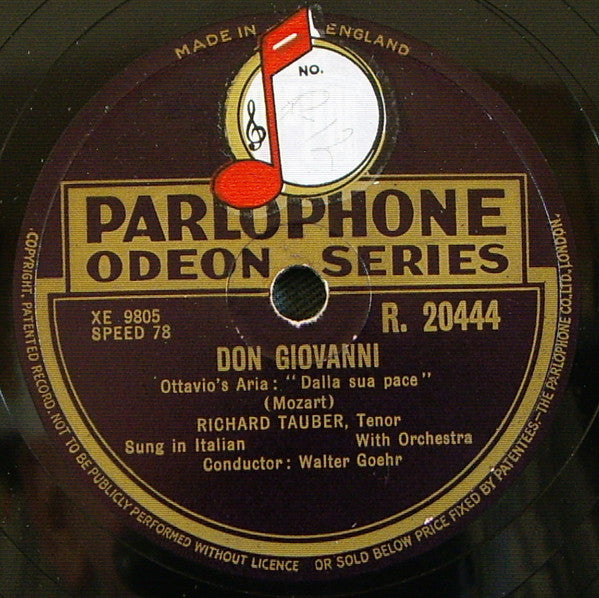 MADE IN ENGLAND
NO.
PARLOPHONE
ODEON SERIES
XE 9805
SPEED 78
R. 20444
DON GIOVANNI
Ottavio's Aria: "Dalla sua pace"
(Mozart)
RICHARD TAUBER, Tenor
Sung in Italian With Orchestra
Conductor: Walter Goehr
COPYRIGHT. PATENTED RECORD. NOT TO BE PUBLICLY PERFORMED WITHOUT LICENCE OR SOLD BELOW PRICE FIXED BY PATENTEES—THE PARLOPHONE CO. LTD. LONDON.